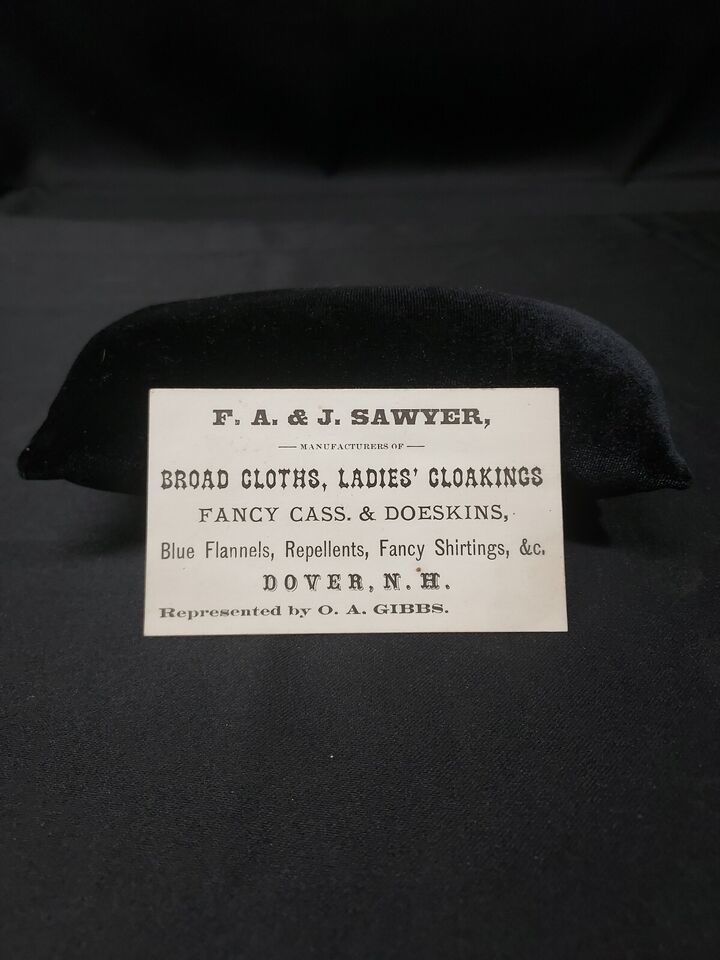 F. A. & J. SAWYER,
MANUFACTURERS OF
BROAD CLOTHS, LADIES' CLOAKINGS
FANCY CASS. & DOESKINS,
Blue Flannels, Repellents, Fancy Shirtings, &c.
DOVER, N. H.
Represented by O. A. GIBBS.